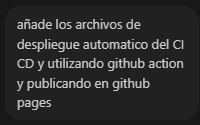 añade los archivos de
despliegue automatico del CI
CD y utilizando github action
y publicando en github
pages